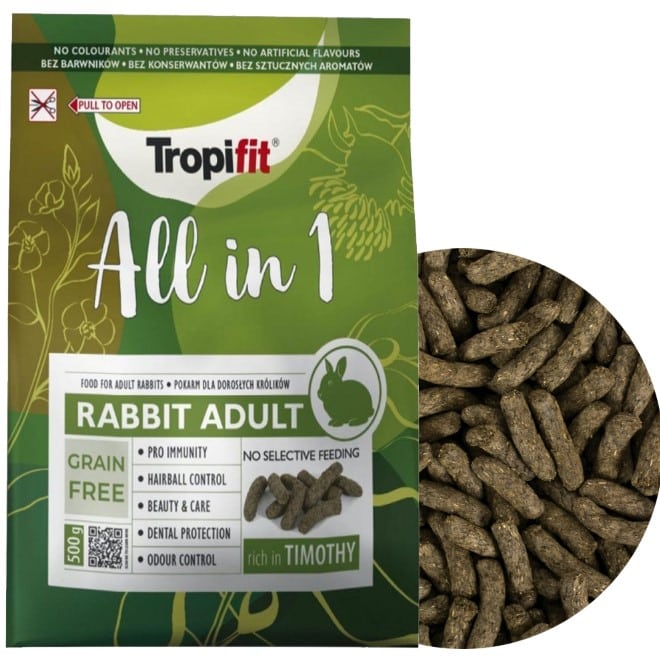 NO COLOURANTS • NO PRESERVATIVES • NO ARTIFICIAL FLAVOURS
BEZ BARWNIKÓW • BEZ KONSERWANTÓW • BEZ SZTUCZNYCH AROMATÓW
PULL TO OPEN
Tropifit®
All in 1
FOOD FOR ADULT RABBITS • POKARM DLA DOROSŁYCH KRÓLIKÓW
RABBIT ADULT
GRAIN
FREE
• PRO IMMUNITY
• HAIRBALL CONTROL
• BEAUTY & CARE
• DENTAL PROTECTION
• ODOUR CONTROL
NO SELECTIVE FEEDING
500 g
rich in TIMOTHY